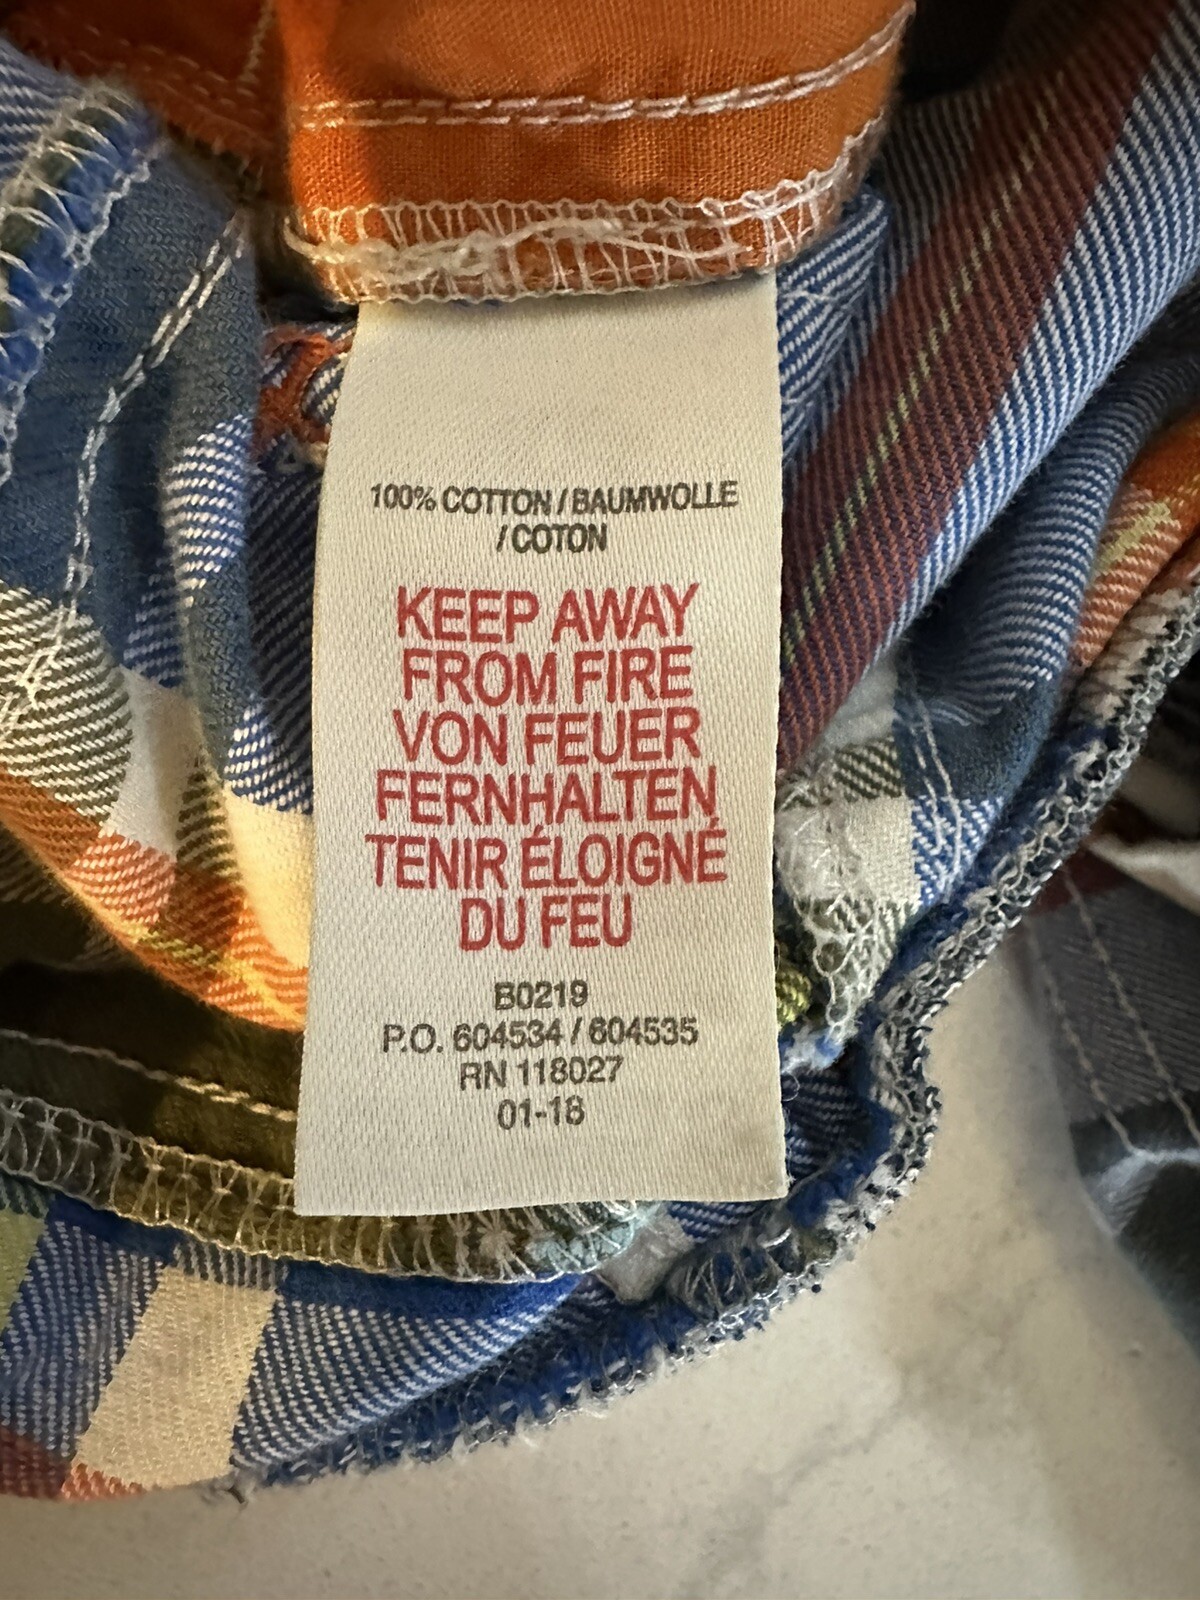 100% COTTON / BAUMWOLLE
/ COTON
KEEP AWAY
FROM FIRE
VON FEUER
FERNHALTEN
TENIR ÉLOIGNÉ
DU FEU
B0219
P.O. 604534 / 604535
RN 118027
01-18